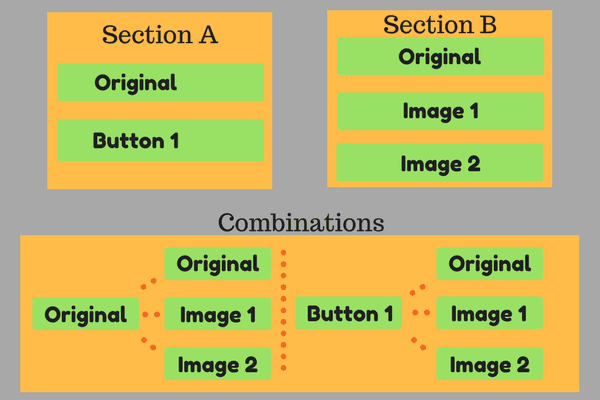 Section A
Original
Button 1
Section B
Original
Image 1
Image 2
Combinations
Original
Original
Image 1
Image 2
Button 1
Original
Image 1
Image 2